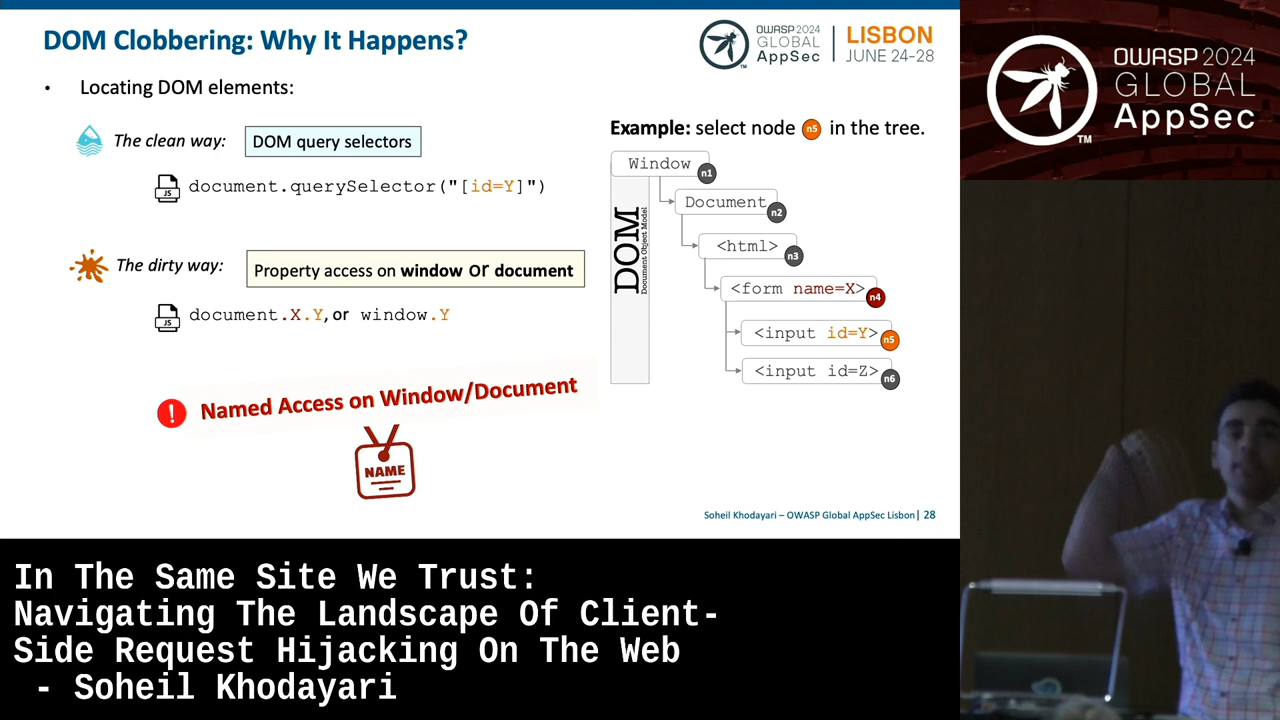 DOM Clobbering: Why It Happens?
OWASP 2024
GLOBAL
AppSec
TM
LISBON
JUNE 24-28
• Locating DOM elements:
The clean way: DOM query selectors
JS document.querySelector("[id=Y]")
The dirty way: Property access on window or document
JS document.X.Y, or window.Y
! Named Access on Window/Document
NAME
Example: select node n5 in the tree.
DOM
Document Object Model
Window n1
Document n2
<html> n3
<form name=X> n4
<input id=Y> n5
<input id=Z> n6
Soheil Khodayari – OWASP Global AppSec Lisbon | 28
OWASP 2024
GLOBAL
AppSec
TM
In The Same Site We Trust:
Navigating The Landscape Of Client-
Side Request Hijacking On The Web
- Soheil Khodayari